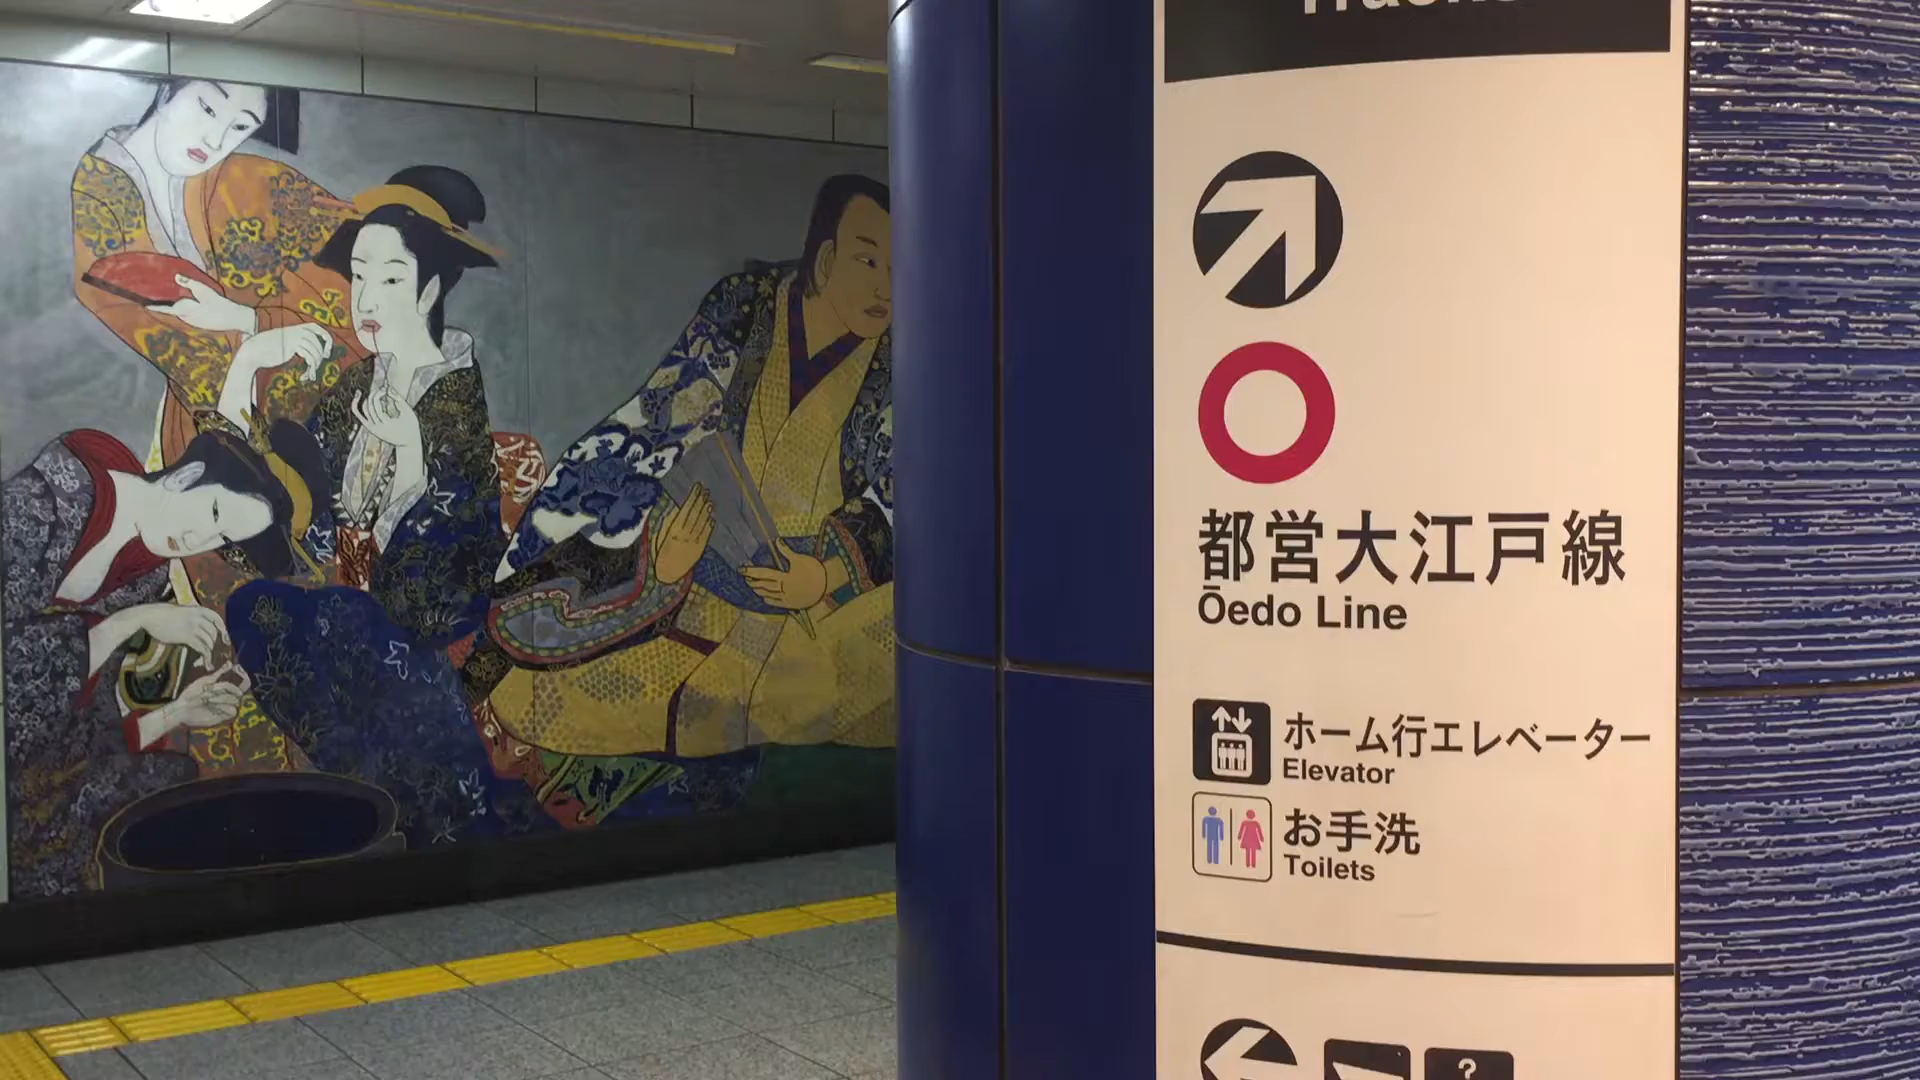 Tracks
都営大江戸線
Ōedo Line
ホーム行エレベーター
Elevator
お手洗
Toilets
?